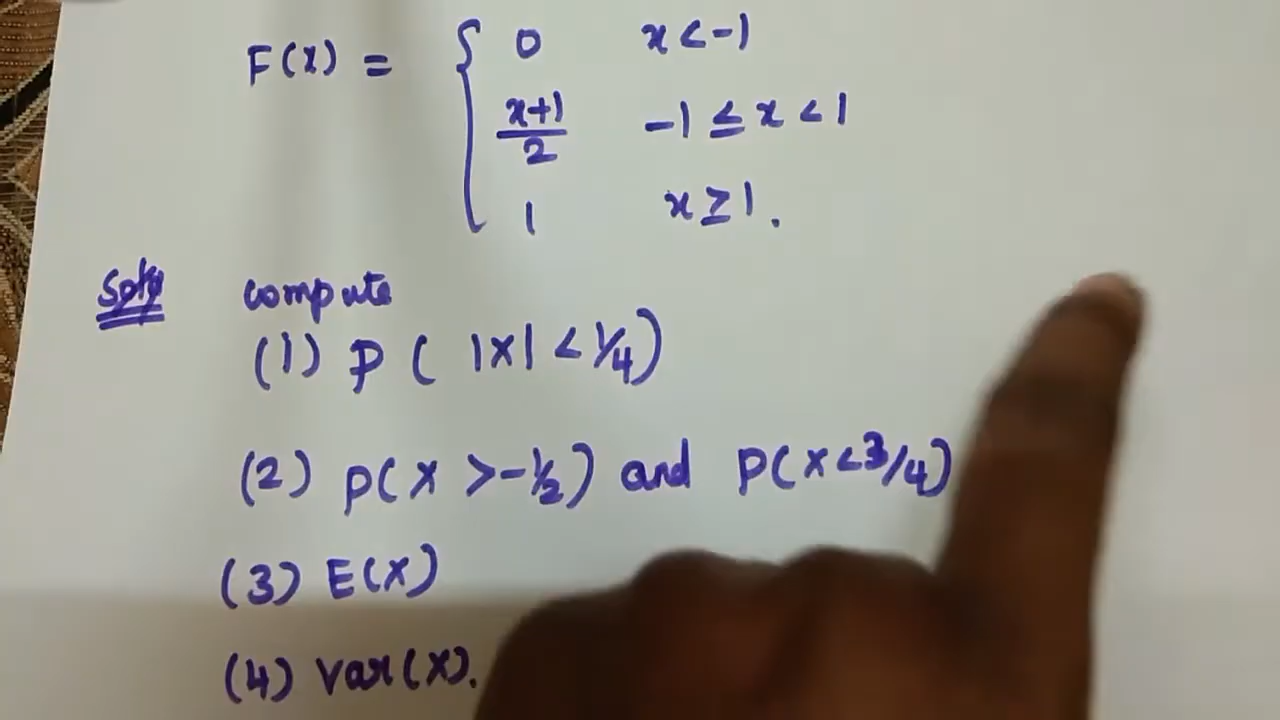 F(x) = { 0 x < -1
x+1/2 -1 ≤ x < 1
1 x ≥ 1.
Soln compute
(1) P( |X| < 1/4)
(2) P(X > -1/2) and P(X < 3/4)
(3) E(X)
(4) Var(X).